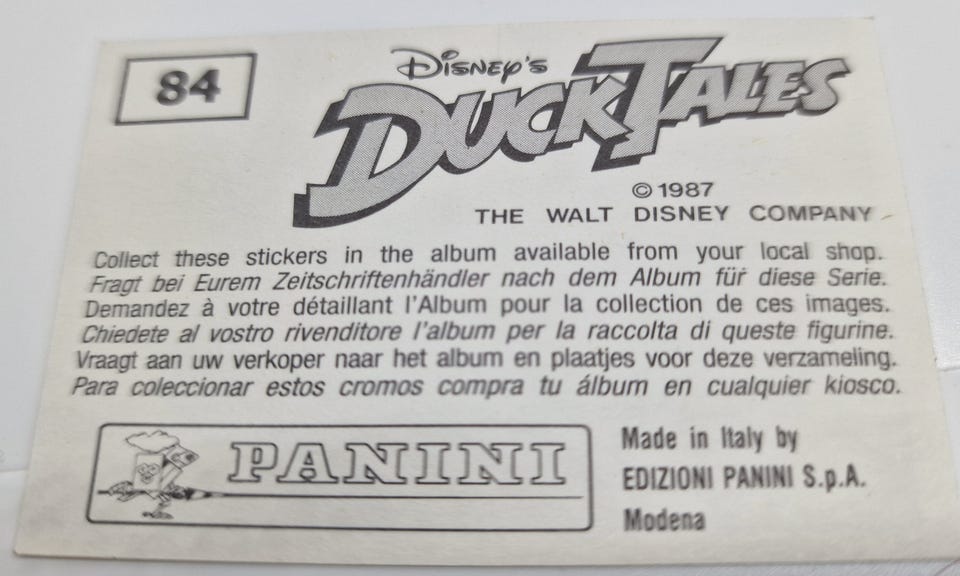 84
Disney's
DUCKTALES
© 1987
THE WALT DISNEY COMPANY
Collect these stickers in the album available from your local shop.
Fragt bei Eurem Zeitschriftenhändler nach dem Album für diese Serie.
Demandez à votre détaillant l'Album pour la collection de ces images.
Chiedete al vostro rivenditore l'album per la raccolta di queste figurine.
Vraagt aan uw verkoper naar het album en plaatjes voor deze verzameling.
Para coleccionar estos cromos compra tu álbum en cualquier kiosco.
PANINI
Made in Italy by
EDIZIONI PANINI S.p.A.
Modena